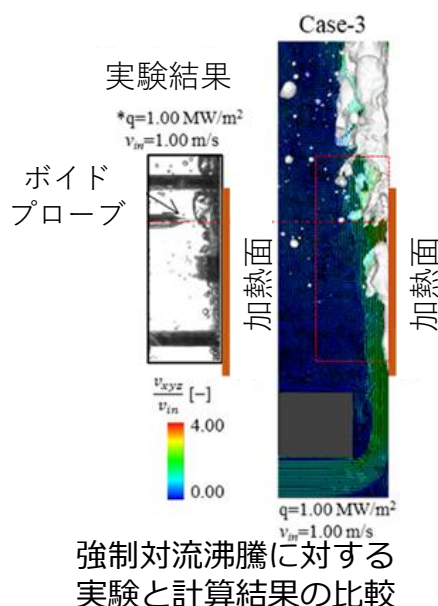 Case-3
実験結果
*q=1.00 MW/m²
v_in=1.00 m/s
ボイド
プローブ
加熱面
加熱面
v_xyz/v_in [−]
4.00
0.00
q=1.00 MW/m²
v_in=1.00 m/s
強制対流沸騰に対する
実験と計算結果の比較